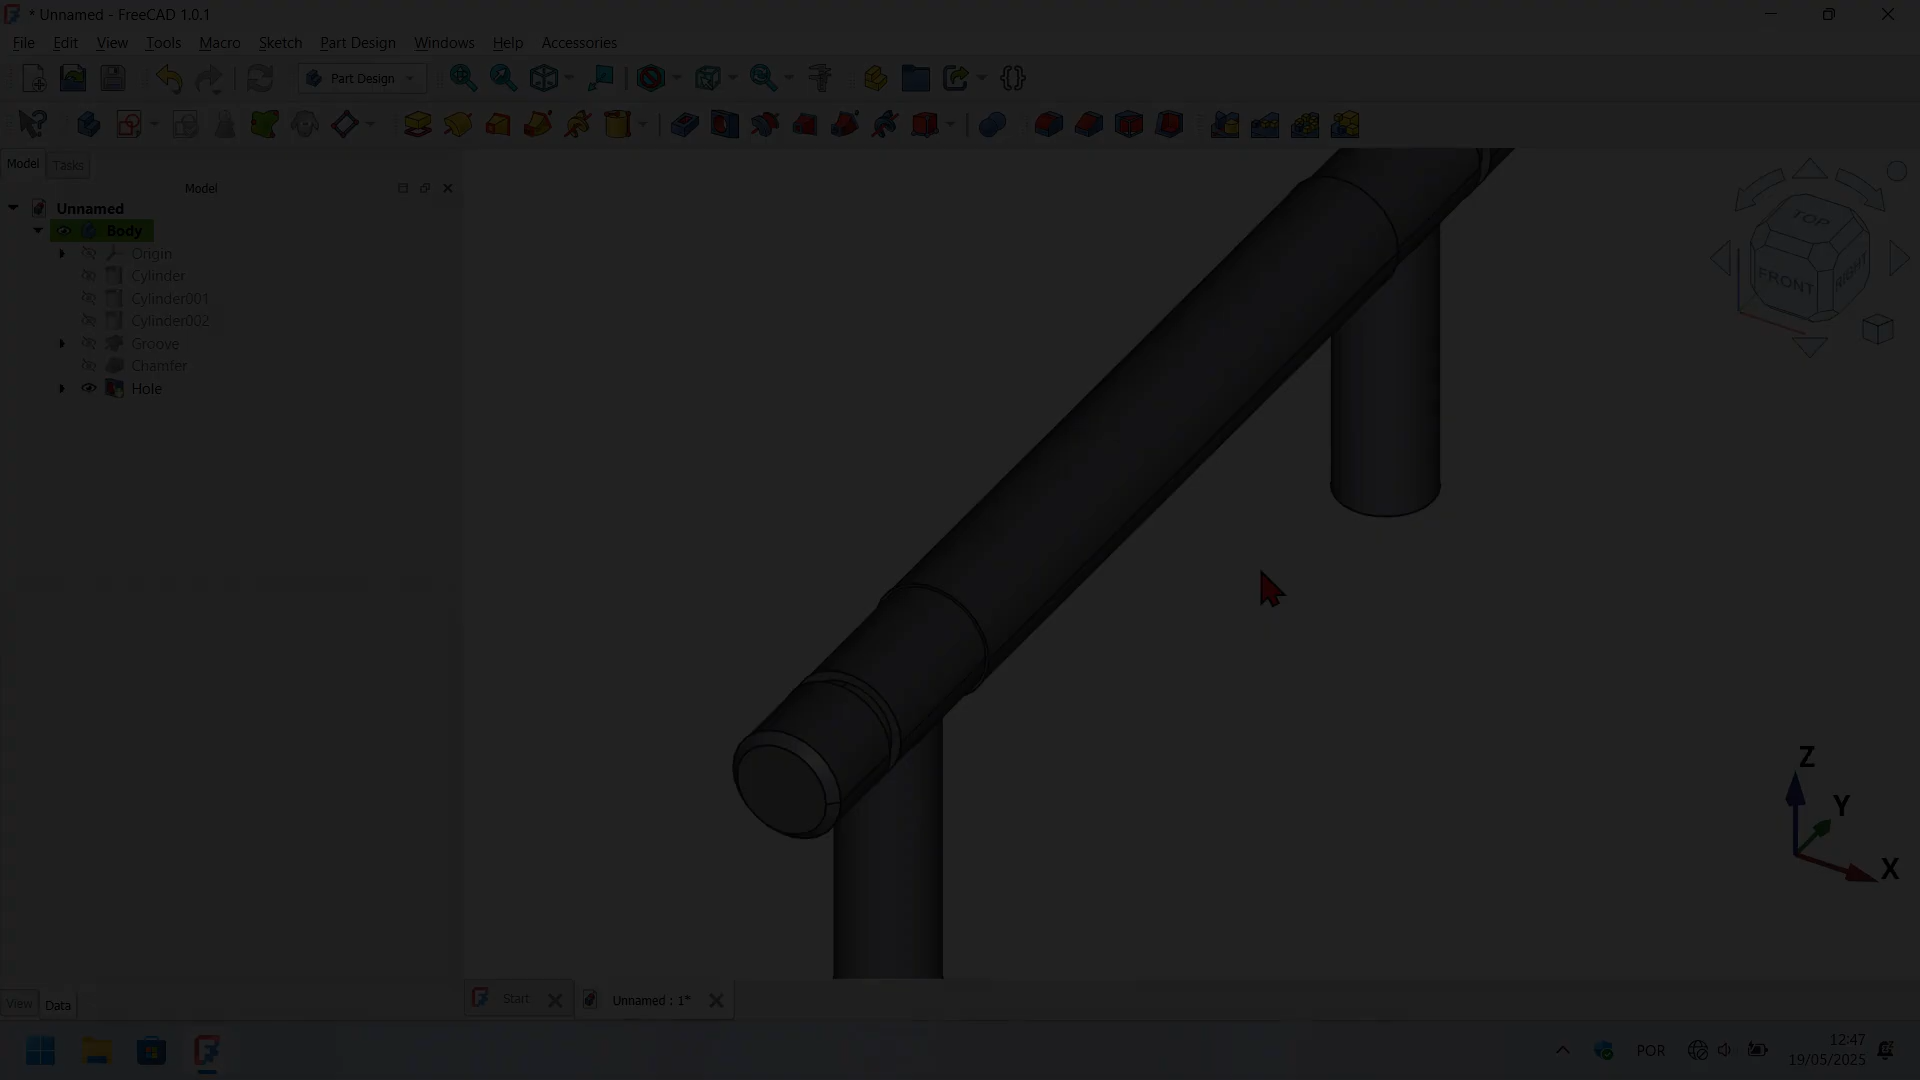 * Unnamed - FreeCAD 1.0.1
File Edit View Tools Macro Sketch Part Design Windows Help Accessories
Part Design
Model Tasks
Model
Unnamed
Body
Origin
Cylinder
Cylinder001
Cylinder002
Groove
Chamfer
Hole
TOP
FRONT
RIGHT
Z
Y
X
View Data
Start
Unnamed : 1*
POR
12:47
19/05/2025